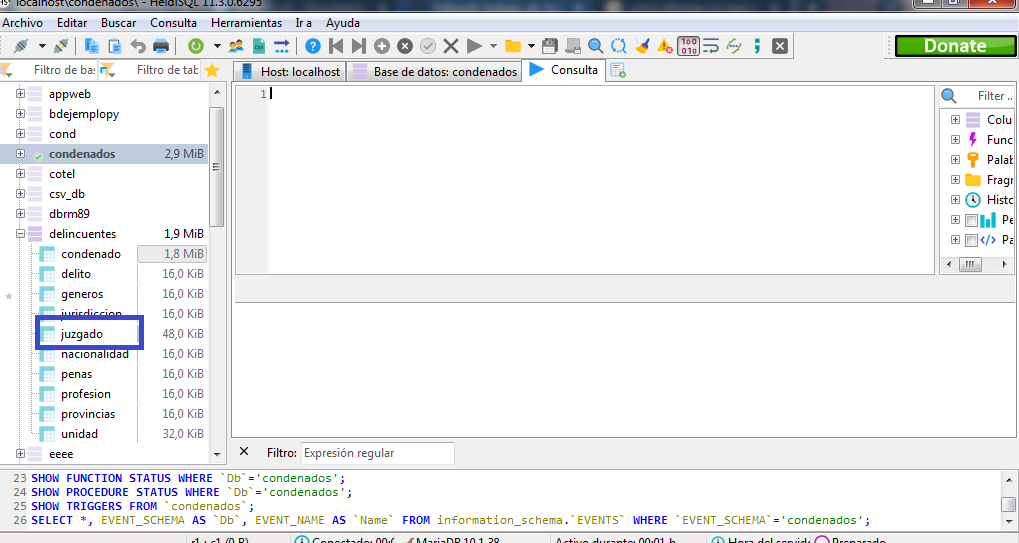 localhost\condenados\ - HeidiSQL 11.3.0.6295
Archivo Editar Buscar Consulta Herramientas Ir a Ayuda
Donate
Filtro de ba: Filtro de tab Host: localhost Base de datos: condenados Consulta
1
Filter ..
appweb
bdejemplopy
cond
condenados 2,9 MiB
cotel
csv_db
dbrm89
delincuentes 1,9 MiB
condenado 1,8 MiB
delito 16,0 KiB
generos 16,0 KiB
jurisdiccion 16,0 KiB
juzgado 48,0 KiB
nacionalidad 16,0 KiB
penas 16,0 KiB
profesion 16,0 KiB
provincias 16,0 KiB
unidad 32,0 KiB
eeee
Colu
Func
Palab
Fragr
Histo
Pe
Pa
Filtro: Expresión regular
23 SHOW FUNCTION STATUS WHERE `Db`='condenados';
24 SHOW PROCEDURE STATUS WHERE `Db`='condenados';
25 SHOW TRIGGERS FROM `condenados`;
26 SELECT *, EVENT_SCHEMA AS `Db`, EVENT_NAME AS `Name` FROM information_schema.`EVENTS` WHERE `EVENT_SCHEMA`='condenados';
r1 : c1 (0 B) Conectado: 00:0 MariaDB 10.1.38 Activo durante: 00:01 h Hora del servido Preparado.